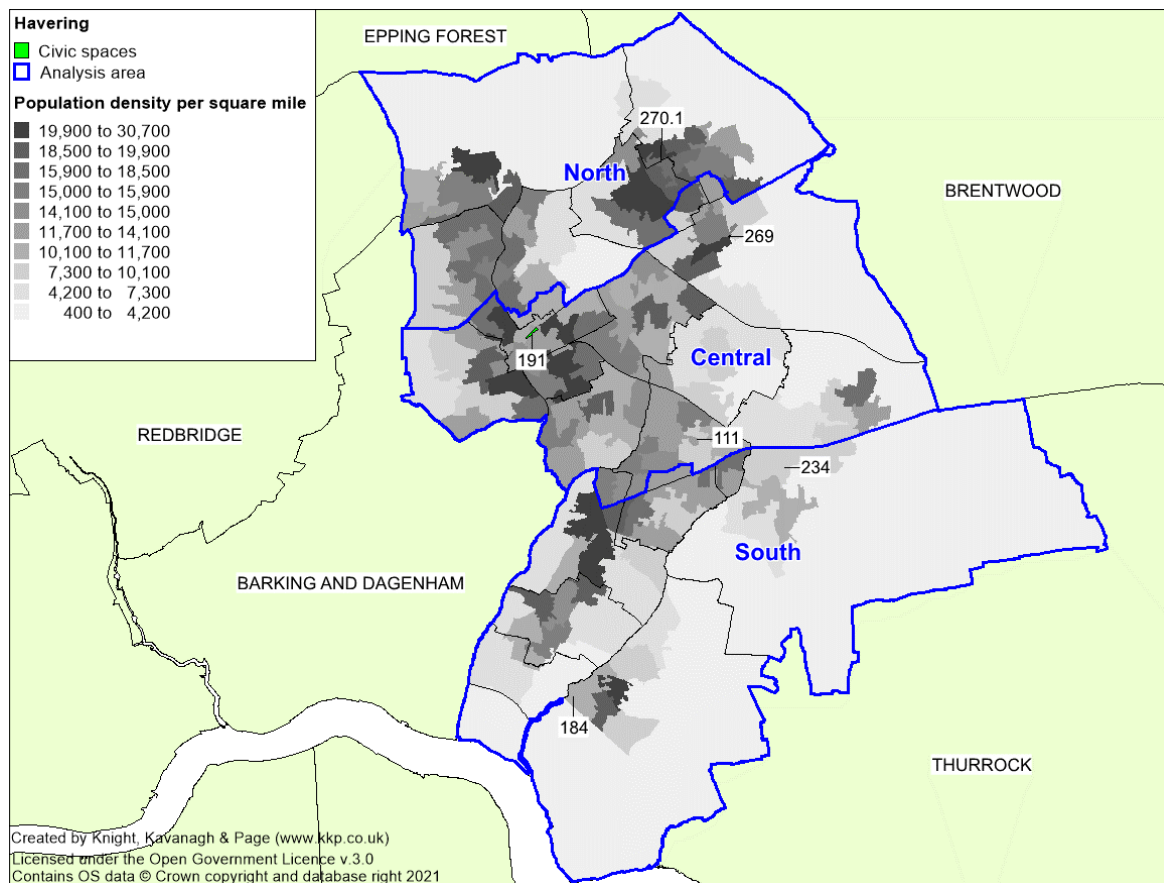 Havering
Civic spaces
Analysis area
Population density per square mile
19,900 to 30,700
18,500 to 19,900
15,900 to 18,500
15,000 to 15,900
14,100 to 15,000
11,700 to 14,100
10,100 to 11,700
7,300 to 10,100
4,200 to 7,300
400 to 4,200
EPPING FOREST
270.1
North
BRENTWOOD
269
191
Central
REDBRIDGE
111
234
South
BARKING AND DAGENHAM
184
THURROCK
Created by Knight, Kavanagh & Page (www.kkp.co.uk)
Licensed under the Open Government Licence v.3.0
Contains OS data © Crown copyright and database right 2021